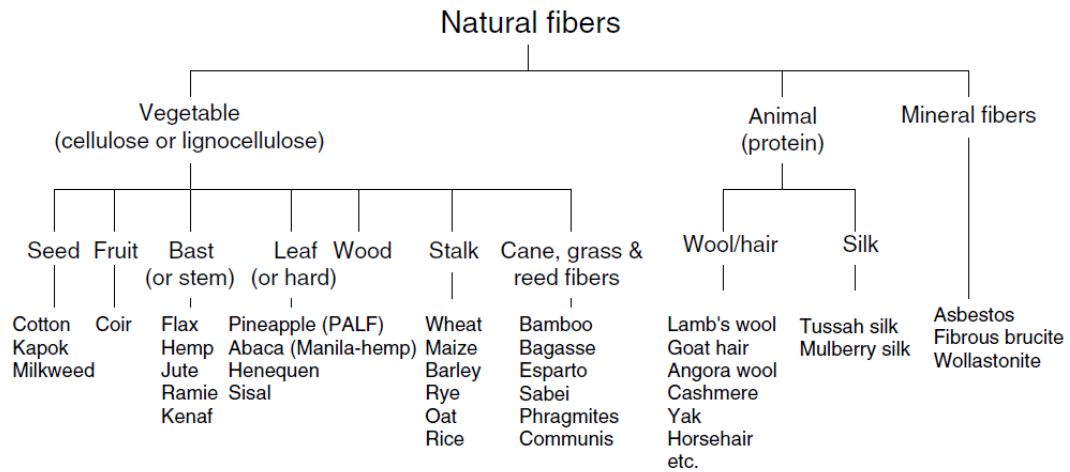 Natural fibers
Vegetable
(cellulose or lignocellulose)
Animal
(protein)
Mineral fibers
Seed
Fruit
Bast
(or stem)
Leaf
(or hard)
Wood
Stalk
Cane, grass &
reed fibers
Wool/hair
Silk
Cotton
Kapok
Milkweed
Coir
Flax
Hemp
Jute
Ramie
Kenaf
Pineapple (PALF)
Abaca (Manila-hemp)
Henequen
Sisal
Wheat
Maize
Barley
Rye
Oat
Rice
Bamboo
Bagasse
Esparto
Sabei
Phragmites
Communis
Lamb's wool
Goat hair
Angora wool
Cashmere
Yak
Horsehair
etc.
Tussah silk
Mulberry silk
Asbestos
Fibrous brucite
Wollastonite